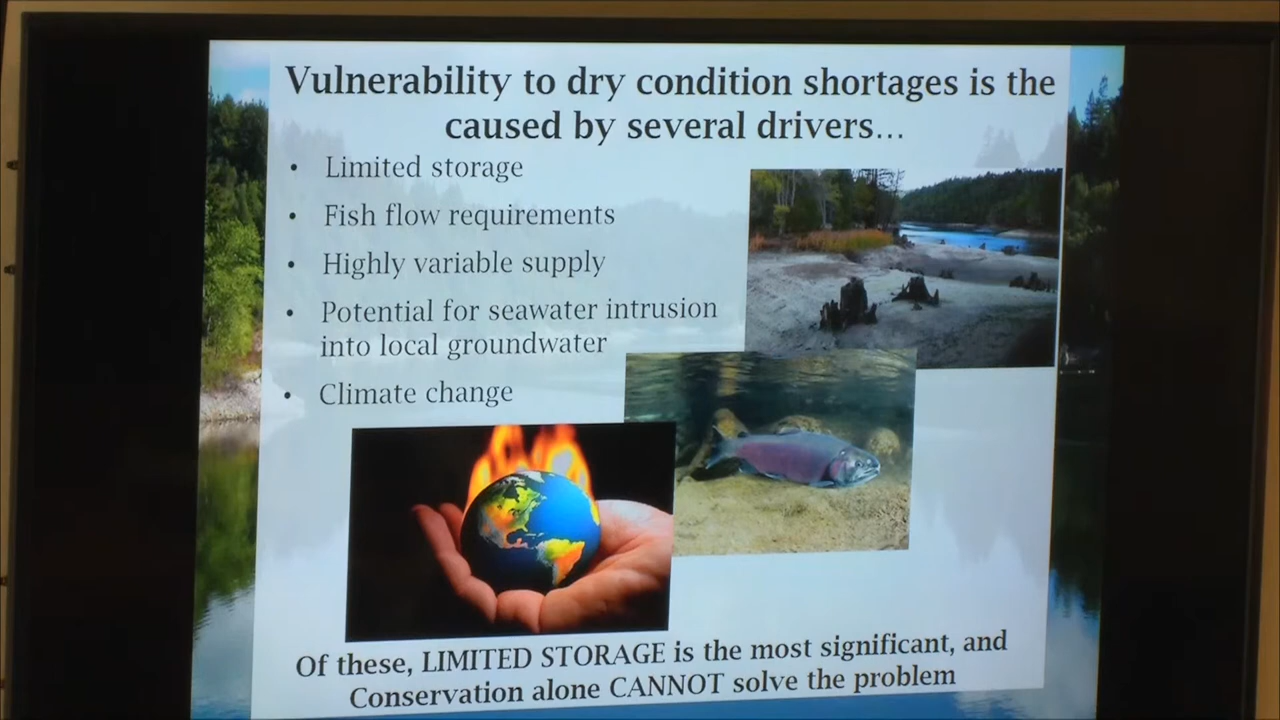 Vulnerability to dry condition shortages is the
caused by several drivers...
• Limited storage
• Fish flow requirements
• Highly variable supply
• Potential for seawater intrusion
into local groundwater
• Climate change
Of these, LIMITED STORAGE is the most significant, and
Conservation alone CANNOT solve the problem